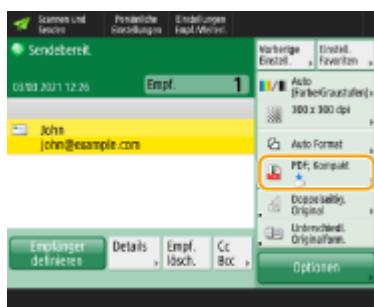 Scannen und
Senden
Persönliche
Einstellungen
Einstellungen
Empf./Weiterl.
Sendebereit.
03/03 2021 12:26
Empf. 1
John
john@example.com
Empfänger
definieren
Details
Empf.
lösch.
Cc
Bcc
Vorherige
Einstell.
Einstell.
Favoriten
Auto
(Farbe/Graustufen)
300 x 300 dpi
Auto Format
PDF; Kompakt
Doppelseitig.
Original
Unterschiedl.
Originalform.
Optionen